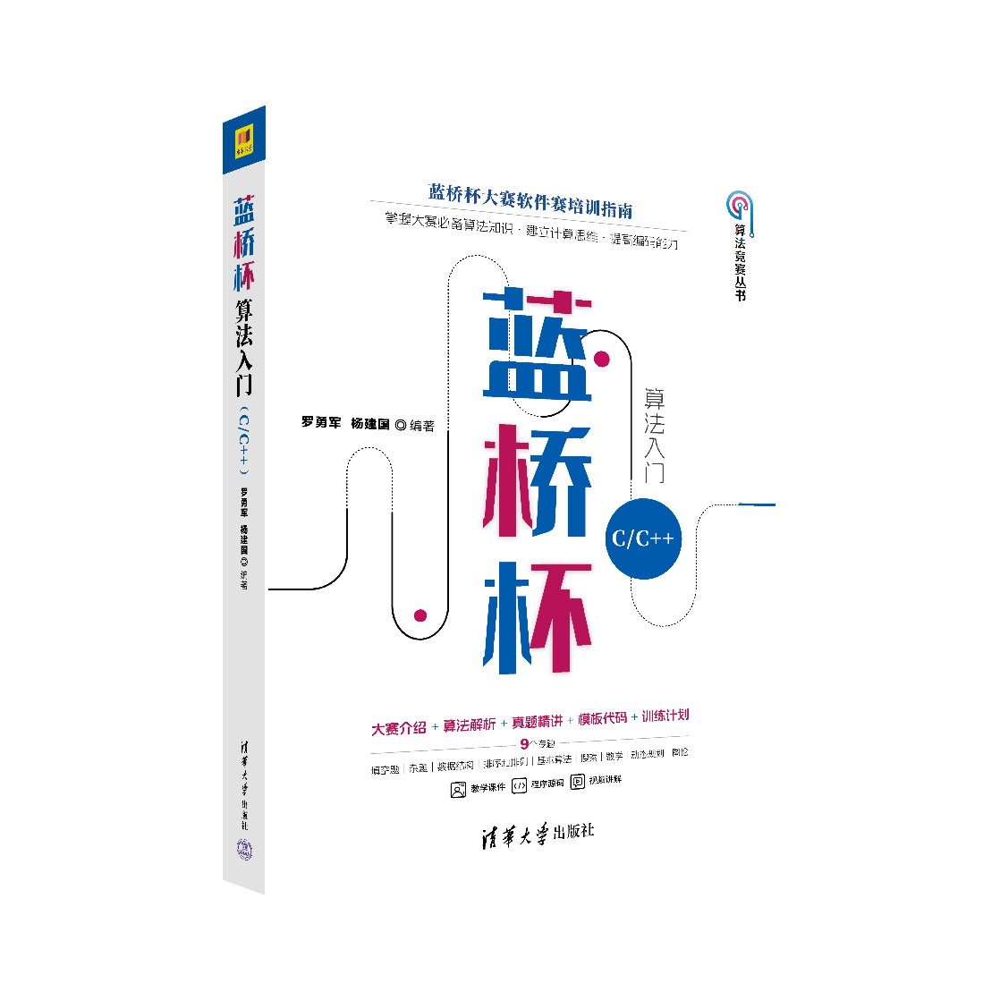 蓝桥杯大赛软件赛培训指南
掌握大赛必备算法知识·建立计算思维·提高编码能力
算法竞赛丛书
蓝桥杯
算法入门
C/C++
罗勇军 杨建国 ◎ 编著
大赛介绍 + 算法解析 + 真题精讲 + 模板代码 + 训练计划
9个专题
填空题|杂题|数据结构|排序和排列|基本算法|搜索|数学|动态规划|图论
教学课件 </> 程序源码 视频讲解
清华大学出版社
蓝桥杯算法入门(C/C++)
罗勇军 杨建国◎编著
清华大学出版社